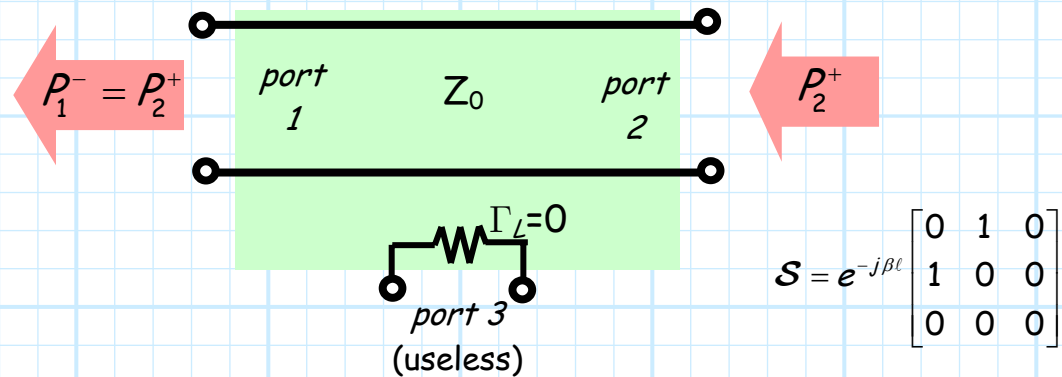 P₁⁻ = P₂⁺
port
1
Z₀
port
2
P₂⁺
Γ_L=0
port 3
(useless)
𝓢 = e^{-jβℓ} [0 1 0
1 0 0
0 0 0]